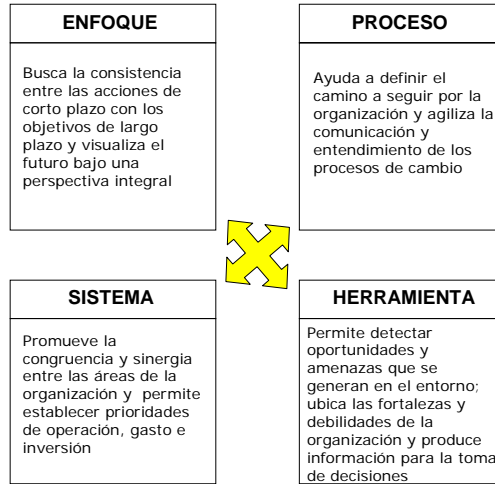 ENFOQUE
Busca la consistencia
entre las acciones de
corto plazo con los
objetivos de largo
plazo y visualiza el
futuro bajo una
perspectiva integral
PROCESO
Ayuda a definir el
camino a seguir por la
organización y agiliza la
comunicación y
entendimiento de los
procesos de cambio
SISTEMA
Promueve la
congruencia y sinergia
entre las áreas de la
organización y permite
establecer prioridades
de operación, gasto e
inversión
HERRAMIENTA
Permite detectar
oportunidades y
amenazas que se
generan en el entorno;
ubica las fortalezas y
debilidades de la
organización y produce
información para la toma
de decisiones